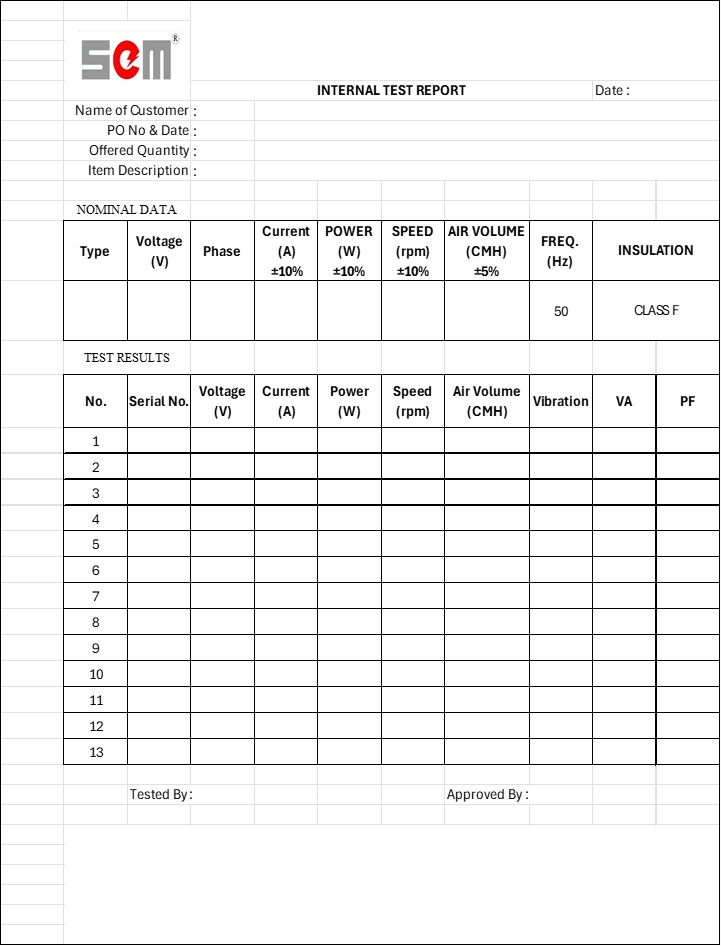 SCM®
INTERNAL TEST REPORT Date :
Name of Customer :
PO No & Date :
Offered Quantity :
Item Description :
NOMINAL DATA
Type Voltage (V) Phase Current (A) ±10% POWER (W) ±10% SPEED (rpm) ±10% AIR VOLUME (CMH) ±5% FREQ. (Hz) INSULATION
50 CLASS F
TEST RESULTS
No. Serial No. Voltage (V) Current (A) Power (W) Speed (rpm) Air Volume (CMH) Vibration VA PF
1
2
3
4
5
6
7
8
9
10
11
12
13
Tested By : Approved By :